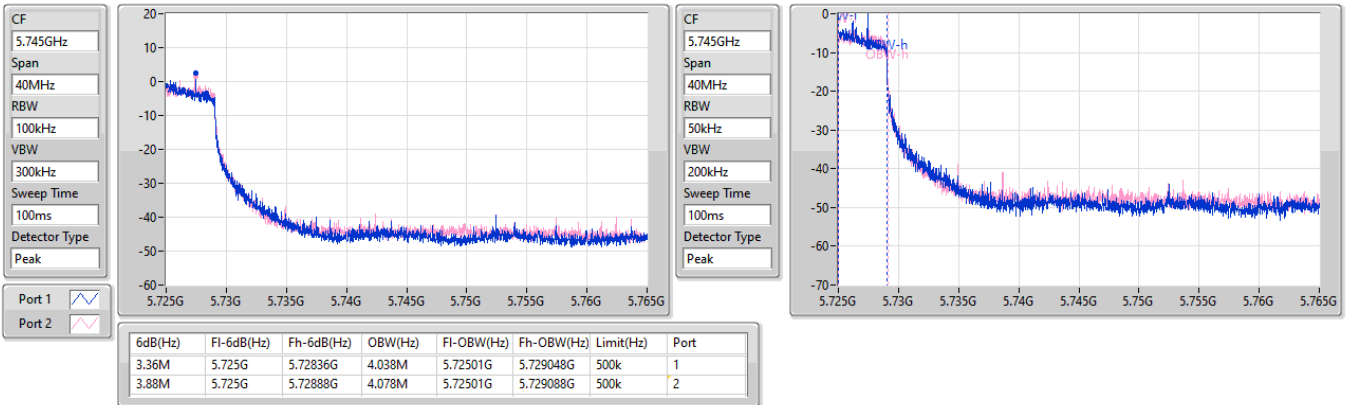 CF
5.745GHz
Span
40MHz
RBW
100kHz
VBW
300kHz
Sweep Time
100ms
Detector Type
Peak
Port 1
Port 2
20
10
0
-10
-20
-30
-40
-50
-60
5.725G 5.73G 5.735G 5.74G 5.745G 5.75G 5.755G 5.76G 5.765G
CF
5.745GHz
Span
40MHz
RBW
50kHz
VBW
200kHz
Sweep Time
100ms
Detector Type
Peak
0
-10
-20
-30
-40
-50
-60
-70
OBW-h
5.725G 5.73G 5.735G 5.74G 5.745G 5.75G 5.755G 5.76G 5.765G
6dB(Hz) Fl-6dB(Hz) Fh-6dB(Hz) OBW(Hz) Fl-OBW(Hz) Fh-OBW(Hz) Limit(Hz) Port
3.36M 5.725G 5.72836G 4.038M 5.72501G 5.729048G 500k 1
3.88M 5.725G 5.72888G 4.078M 5.72501G 5.729088G 500k 2